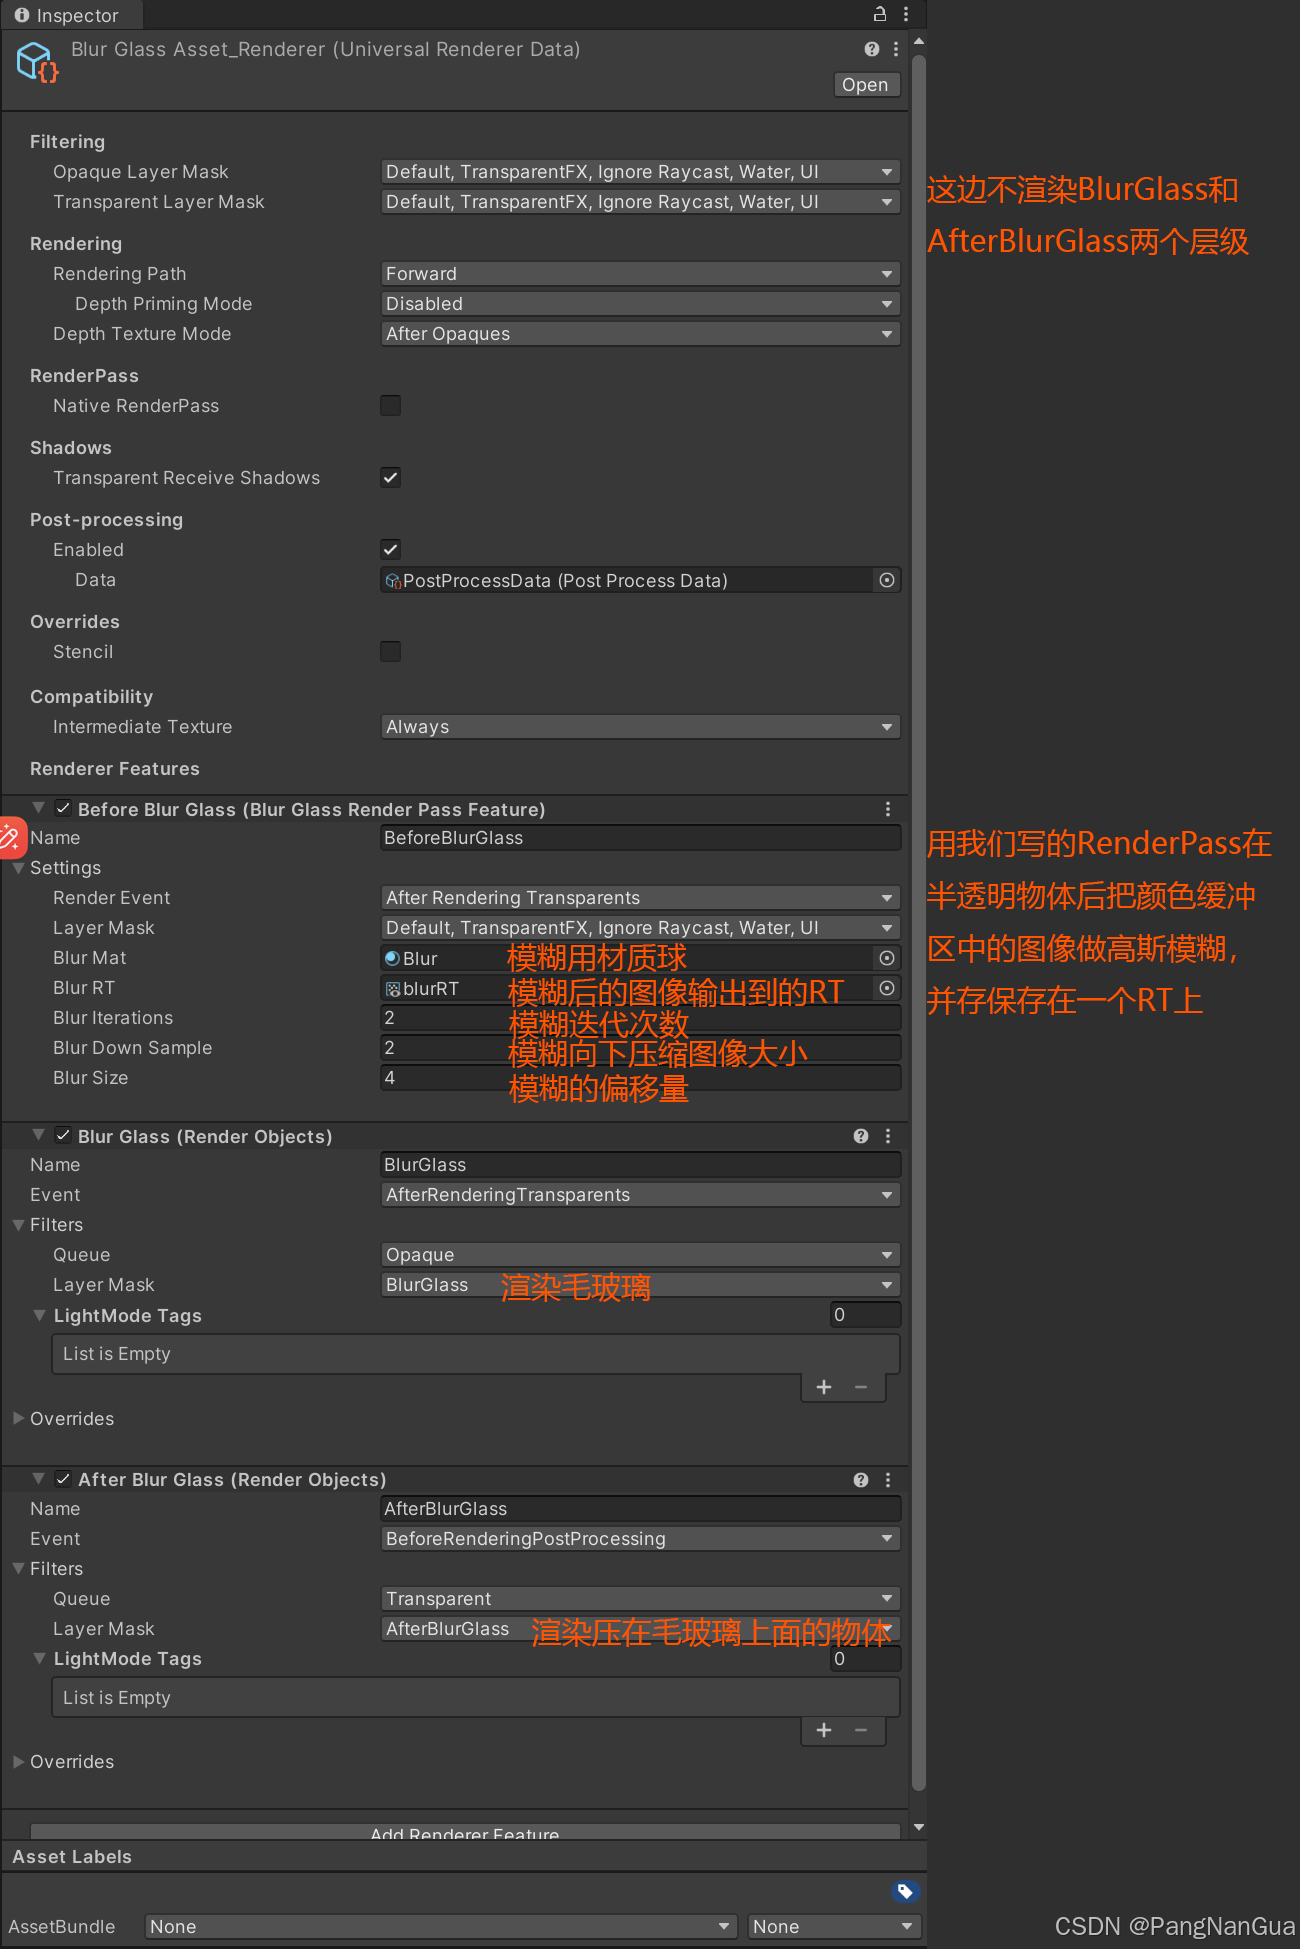 Inspector
Blur Glass Asset_Renderer (Universal Renderer Data)
Open
Filtering
Opaque Layer Mask Default, TransparentFX, Ignore Raycast, Water, UI
Transparent Layer Mask Default, TransparentFX, Ignore Raycast, Water, UI
这边不渲染BlurGlass和
AfterBlurGlass两个层级
Rendering
Rendering Path Forward
Depth Priming Mode Disabled
Depth Texture Mode After Opaques
RenderPass
Native RenderPass
Shadows
Transparent Receive Shadows
Post-processing
Enabled
Data PostProcessData (Post Process Data)
Overrides
Stencil
Compatibility
Intermediate Texture Always
Renderer Features
Before Blur Glass (Blur Glass Render Pass Feature)
Name BeforeBlurGlass
Settings
Render Event After Rendering Transparents
Layer Mask Default, TransparentFX, Ignore Raycast, Water, UI
Blur Mat Blur 模糊用材质球
Blur RT blurRT 模糊后的图像输出到的RT
Blur Iterations 2 模糊迭代次数
Blur Down Sample 2 模糊向下压缩图像大小
Blur Size 4 模糊的偏移量
用我们写的RenderPass在
半透明物体后把颜色缓冲
区中的图像做高斯模糊,
并存保存在一个RT上
Blur Glass (Render Objects)
Name BlurGlass
Event AfterRenderingTransparents
Filters
Queue Opaque
Layer Mask BlurGlass 渲染毛玻璃
LightMode Tags 0
List is Empty
Overrides
After Blur Glass (Render Objects)
Name AfterBlurGlass
Event BeforeRenderingPostProcessing
Filters
Queue Transparent
Layer Mask AfterBlurGlass 渲染压在毛玻璃上面的物体
LightMode Tags 0
List is Empty
Overrides
Add Renderer Feature
Asset Labels
AssetBundle None None
CSDN @PangNanGua